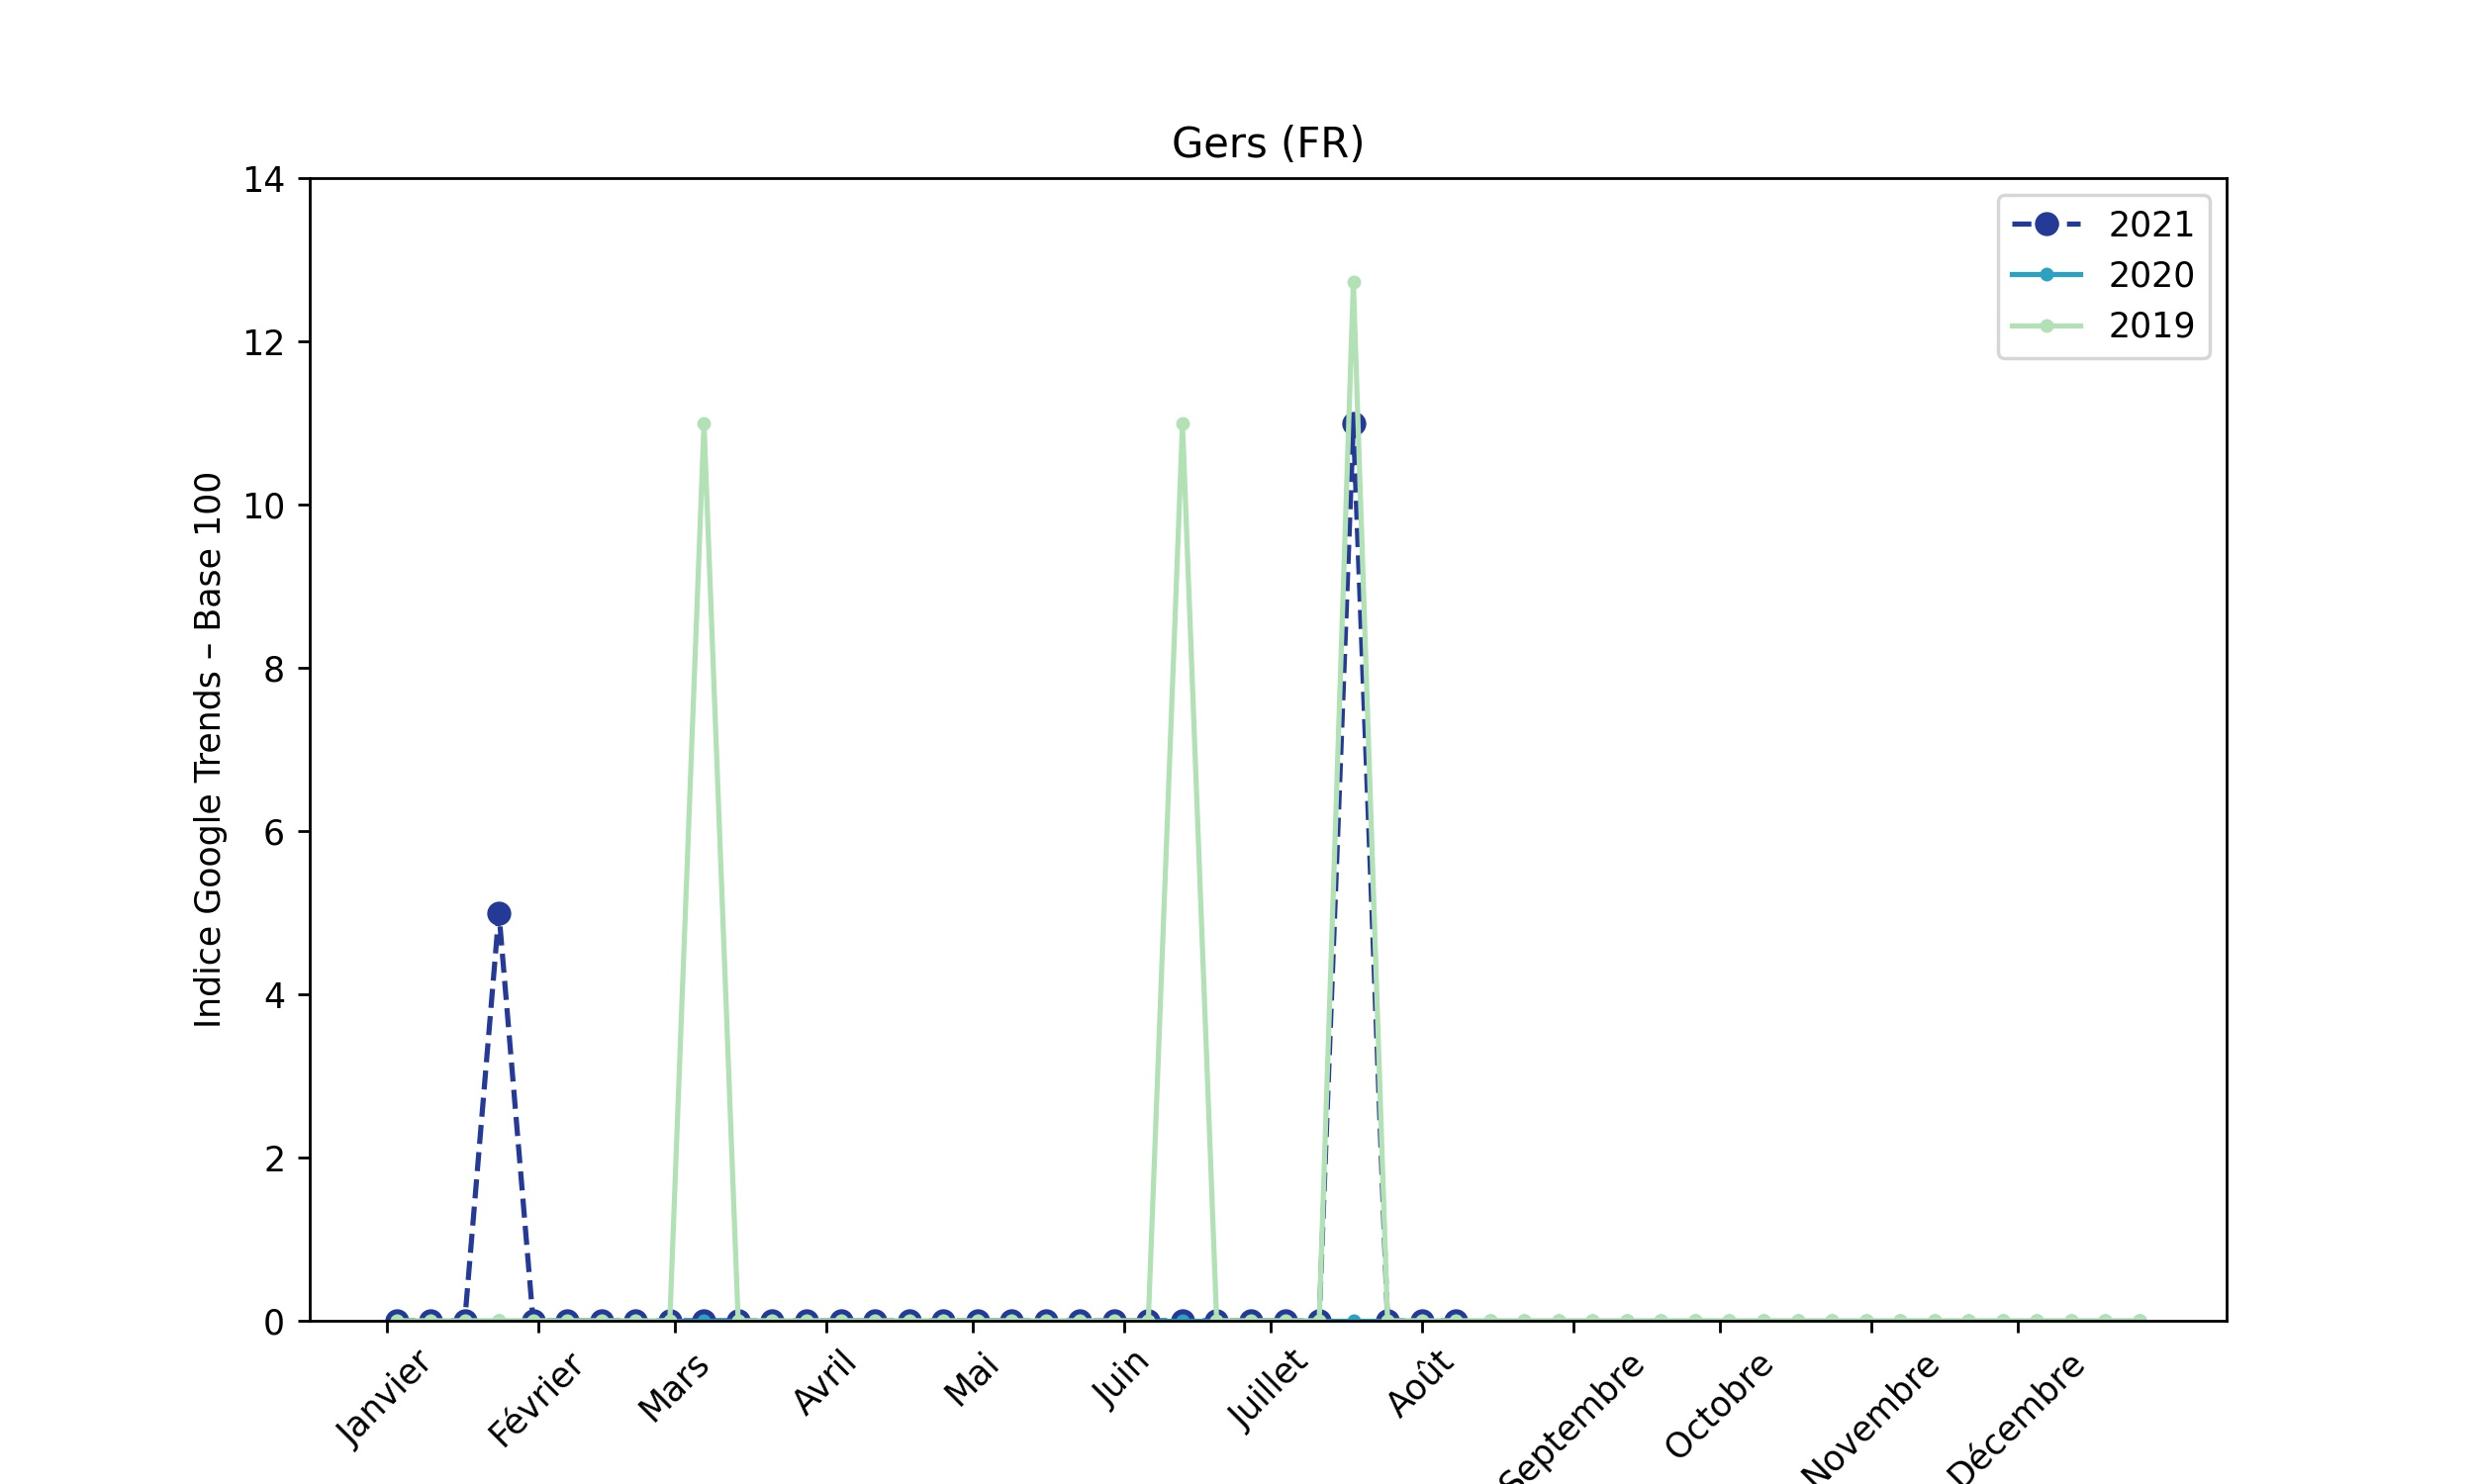 Gers (FR)
14
12
10
8
6
4
2
0
Indice Google Trends – Base 100
2021
2020
2019
Janvier
Février
Mars
Avril
Mai
Juin
Juillet
Août
Septembre
Octobre
Novembre
Décembre